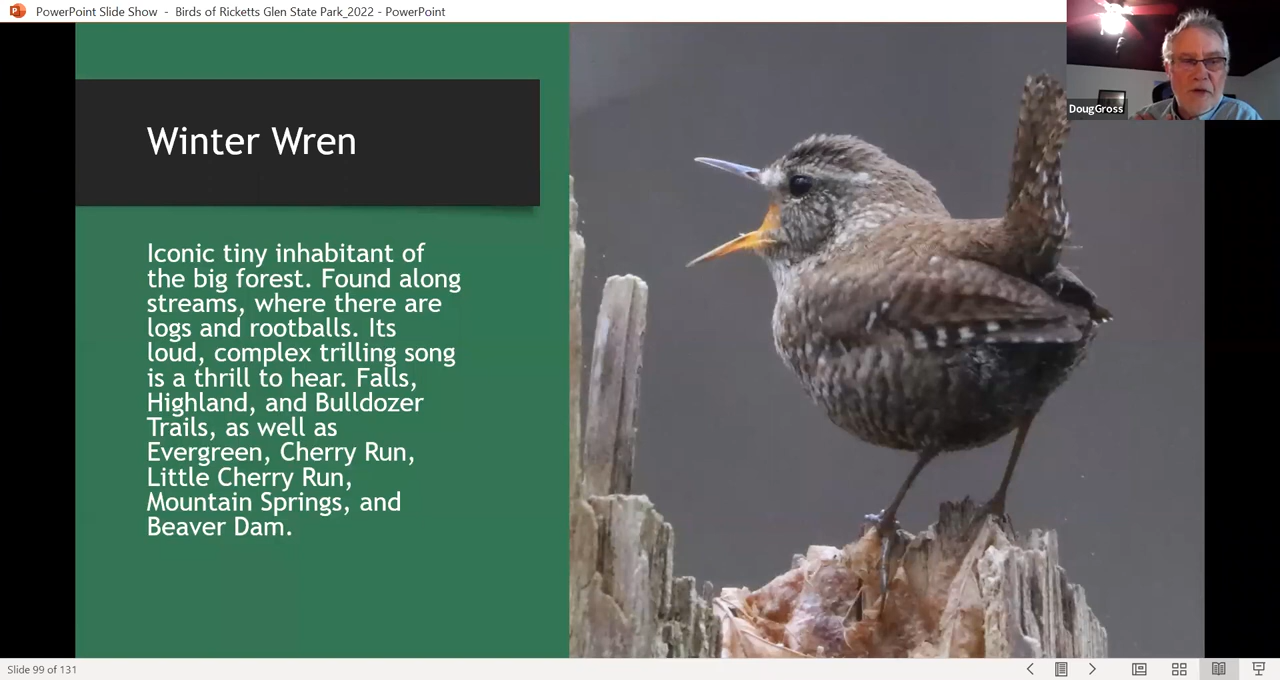 PowerPoint Slide Show - Birds of Ricketts Glen State Park_2022 - PowerPoint
DougGross
Winter Wren
Iconic tiny inhabitant of
the big forest. Found along
streams, where there are
logs and rootballs. Its
loud, complex trilling song
is a thrill to hear. Falls,
Highland, and Bulldozer
Trails, as well as
Evergreen, Cherry Run,
Little Cherry Run,
Mountain Springs, and
Beaver Dam.
Slide 99 of 131